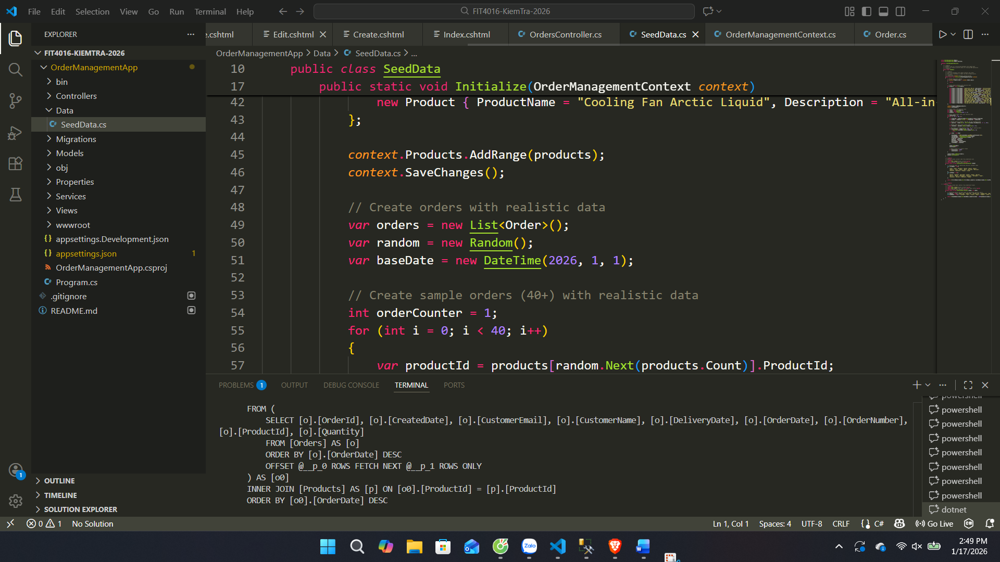 File Edit Selection View Go Run Terminal Help
FIT4016-KiemTra-2026
EXPLORER
e.cshtml
Edit.cshtml
Create.cshtml
Index.cshtml
OrdersController.cs
SeedData.cs
OrderManagementContext.cs
Order.cs
FIT4016-KIEMTRA-2026
OrderManagementApp
bin
Controllers
Data
SeedData.cs
Migrations
Models
obj
Properties
Services
Views
wwwroot
appsettings.Development.json
appsettings.json 1
OrderManagementApp.csproj
Program.cs
.gitignore
README.md
OUTLINE
TIMELINE
SOLUTION EXPLORER
OrderManagementApp > Data > SeedData.cs > ...
10 public class SeedData
17 public static void Initialize(OrderManagementContext context)
42 new Product { ProductName = "Cooling Fan Arctic Liquid", Description = "All-in-
43 };
44
45 context.Products.AddRange(products);
46 context.SaveChanges();
47
48 // Create orders with realistic data
49 var orders = new List<Order>();
50 var random = new Random();
51 var baseDate = new DateTime(2026, 1, 1);
52
53 // Create sample orders (40+) with realistic data
54 int orderCounter = 1;
55 for (int i = 0; i < 40; i++)
56 {
57 var productId = products[random.Next(products.Count)].ProductId;
PROBLEMS 1 OUTPUT DEBUG CONSOLE TERMINAL PORTS
FROM (
SELECT [o].[OrderId], [o].[CreatedDate], [o].[CustomerEmail], [o].[CustomerName], [o].[DeliveryDate], [o].[OrderDate], [o].[OrderNumber],
[o].[ProductId], [o].[Quantity]
FROM [Orders] AS [o]
ORDER BY [o].[OrderDate] DESC
OFFSET @__p_0 ROWS FETCH NEXT @__p_1 ROWS ONLY
) AS [o0]
INNER JOIN [Products] AS [p] ON [o0].[ProductId] = [p].[ProductId]
ORDER BY [o0].[OrderDate] DESC
powershell
powershell
powershell
powershell
powershell
powershell
powershell
powershell
dotnet
1
0 1 No Solution
Ln 1, Col 1 Spaces: 4 UTF-8 CRLF C# Go Live
Zalo
2:49 PM
1/17/2026